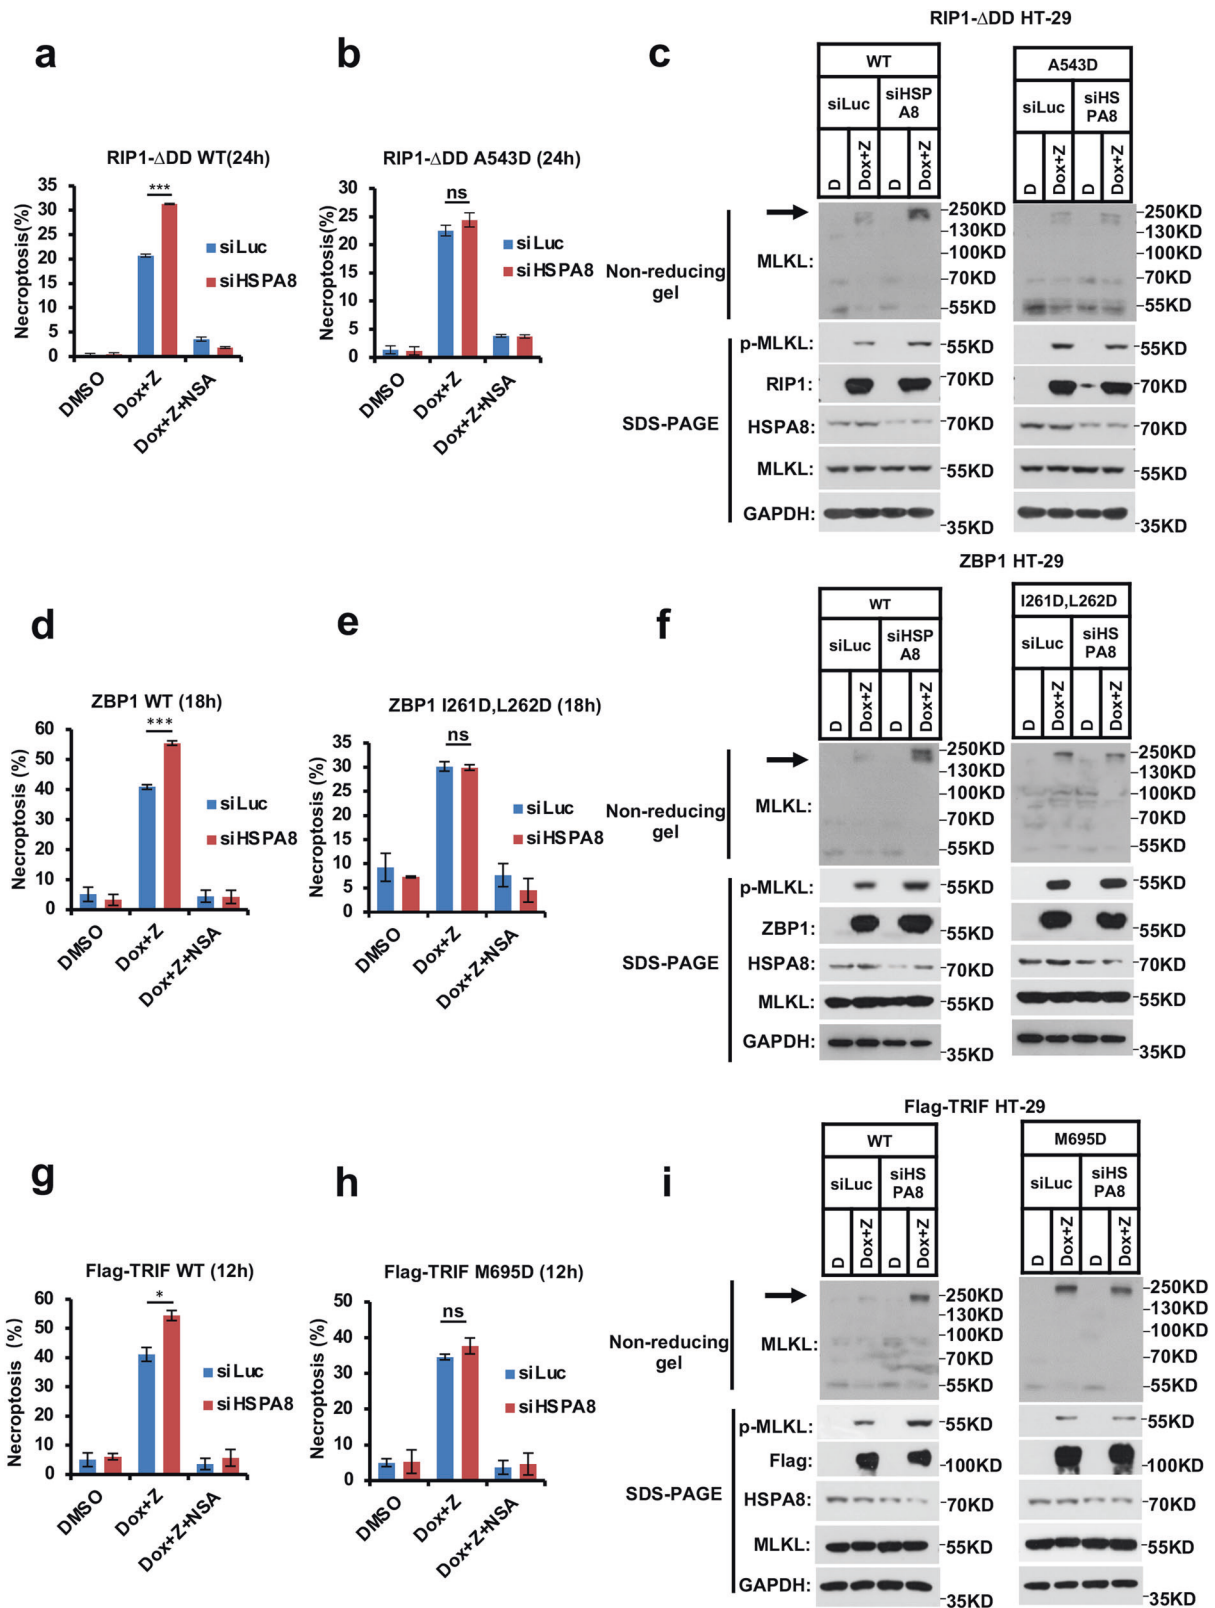 a
RIP1-ΔDD WT(24h)
Necroptosis(%)
35
30
25
20
15
10
5
0
***
siLuc
siHSPA8
DMSO
Dox+Z
Dox+Z+NSA
b
RIP1-ΔDD A543D (24h)
Necroptosis(%)
30
25
20
15
10
5
0
ns
siLuc
siHSPA8
DMSO
Dox+Z
Dox+Z+NSA
c
RIP1-ΔDD HT-29
WT
A543D
siLuc
siHSP
A8
siLuc
siHS
PA8
D
Dox+Z
D
Dox+Z
D
Dox+Z
D
Dox+Z
Non-reducing
gel
MLKL:
250KD
130KD
100KD
70KD
55KD
250KD
130KD
100KD
70KD
55KD
SDS-PAGE
p-MLKL:
55KD
55KD
RIP1:
70KD
70KD
HSPA8:
70KD
70KD
MLKL:
55KD
55KD
GAPDH:
35KD
35KD
d
ZBP1 WT (18h)
Necroptosis (%)
60
50
40
30
20
10
0
***
siLuc
siHSPA8
DMSO
Dox+Z
Dox+Z+NSA
e
ZBP1 I261D,L262D (18h)
Necroptosis (%)
35
30
25
20
15
10
5
0
ns
siLuc
siHSPA8
DMSO
Dox+Z
Dox+Z+NSA
f
ZBP1 HT-29
WT
I261D,L262D
siLuc
siHSP
A8
siLuc
siHS
PA8
D
Dox+Z
D
Dox+Z
D
Dox+Z
D
Dox+Z
Non-reducing
gel
MLKL:
250KD
130KD
100KD
70KD
55KD
250KD
130KD
100KD
70KD
55KD
SDS-PAGE
p-MLKL:
55KD
55KD
ZBP1:
55KD
55KD
HSPA8:
70KD
70KD
MLKL:
55KD
55KD
GAPDH:
35KD
35KD
g
Flag-TRIF WT (12h)
Necroptosis (%)
60
50
40
30
20
10
0
*
siLuc
siHSPA8
DMSO
Dox+Z
Dox+Z+NSA
h
Flag-TRIF M695D (12h)
Necroptosis (%)
50
40
30
20
10
0
ns
siLuc
siHSPA8
DMSO
Dox+Z
Dox+Z+NSA
i
Flag-TRIF HT-29
WT
M695D
siLuc
siHS
PA8
siLuc
siHS
PA8
D
Dox+Z
D
Dox+Z
D
Dox+Z
D
Dox+Z
Non-reducing
gel
MLKL:
250KD
130KD
100KD
70KD
55KD
250KD
130KD
100KD
70KD
55KD
SDS-PAGE
p-MLKL:
55KD
55KD
Flag:
100KD
100KD
HSPA8:
70KD
70KD
MLKL:
55KD
55KD
GAPDH:
35KD
35KD